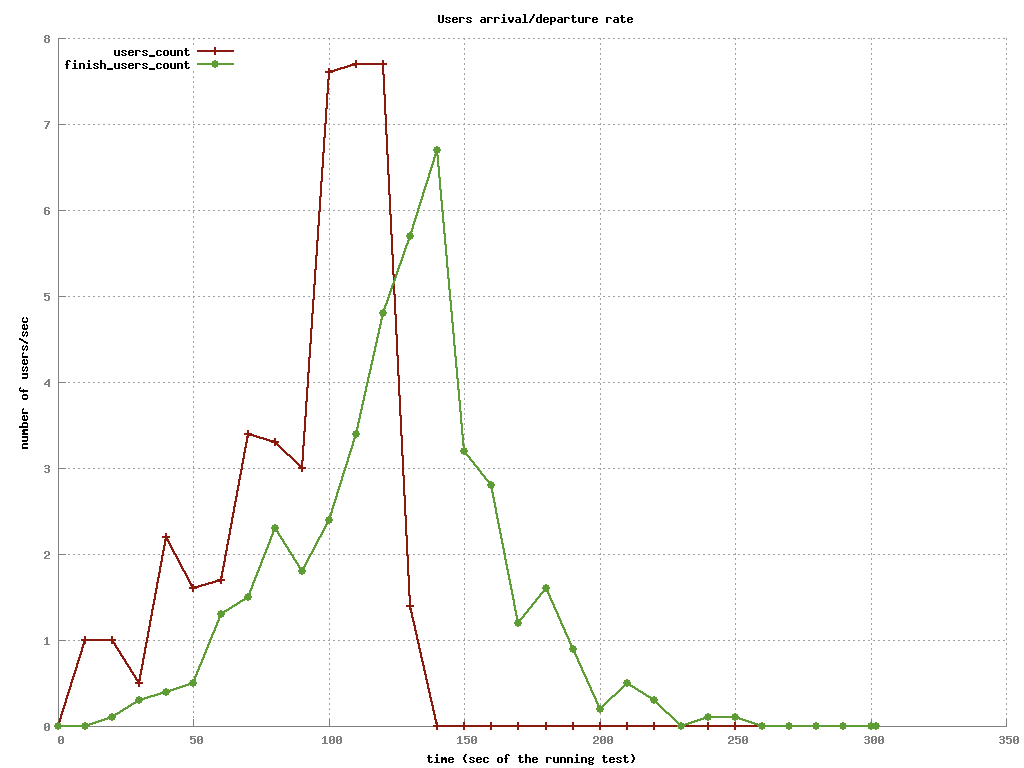 Users arrival/departure rate
8
users_count
finish_users_count
7
6
5
number of users/sec
4
3
2
1
0
0 50 100 150 200 250 300 350
time (sec of the running test)